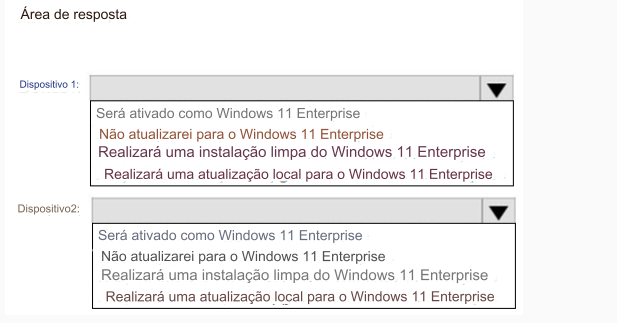 Área de resposta
Dispositivo 1:
Será ativado como Windows 11 Enterprise
Não atualizarei para o Windows 11 Enterprise
Realizará uma instalação limpa do Windows 11 Enterprise
Realizará uma atualização local para o Windows 11 Enterprise
Dispositivo2:
Será ativado como Windows 11 Enterprise
Não atualizarei para o Windows 11 Enterprise
Realizará uma instalação limpa do Windows 11 Enterprise
Realizará uma atualização local para o Windows 11 Enterprise